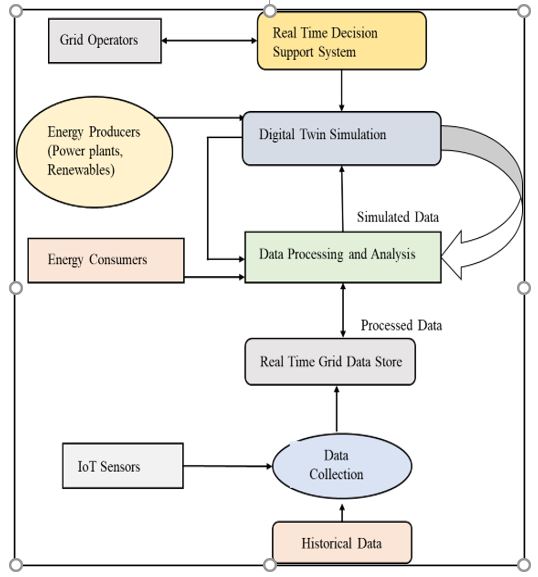 Grid Operators
Real Time Decision
Support System
Energy Producers
(Power plants,
Renewables)
Digital Twin Simulation
Simulated Data
Energy Consumers
Data Processing and Analysis
Processed Data
Real Time Grid Data Store
IoT Sensors
Data
Collection
Historical Data